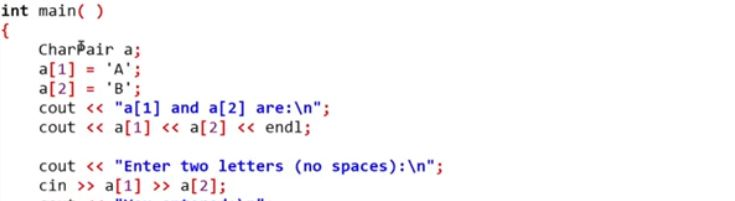 int main( )
{
CharPair a;
a[1] = 'A';
a[2] = 'B';
cout << "a[1] and a[2] are:\n";
cout << a[1] << a[2] << endl;
cout << "Enter two letters (no spaces):\n";
cin >> a[1] >> a[2];